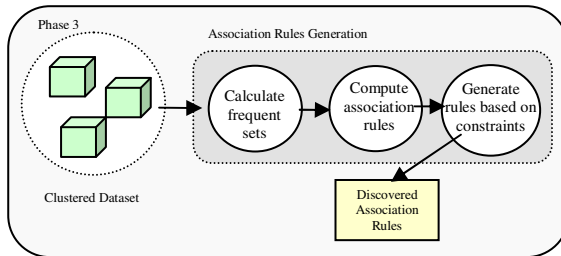 Phase 3
Association Rules Generation
Calculate
frequent
sets
Compute
association
rules
Generate
rules based on
constraints
Clustered Dataset
Discovered
Association
Rules